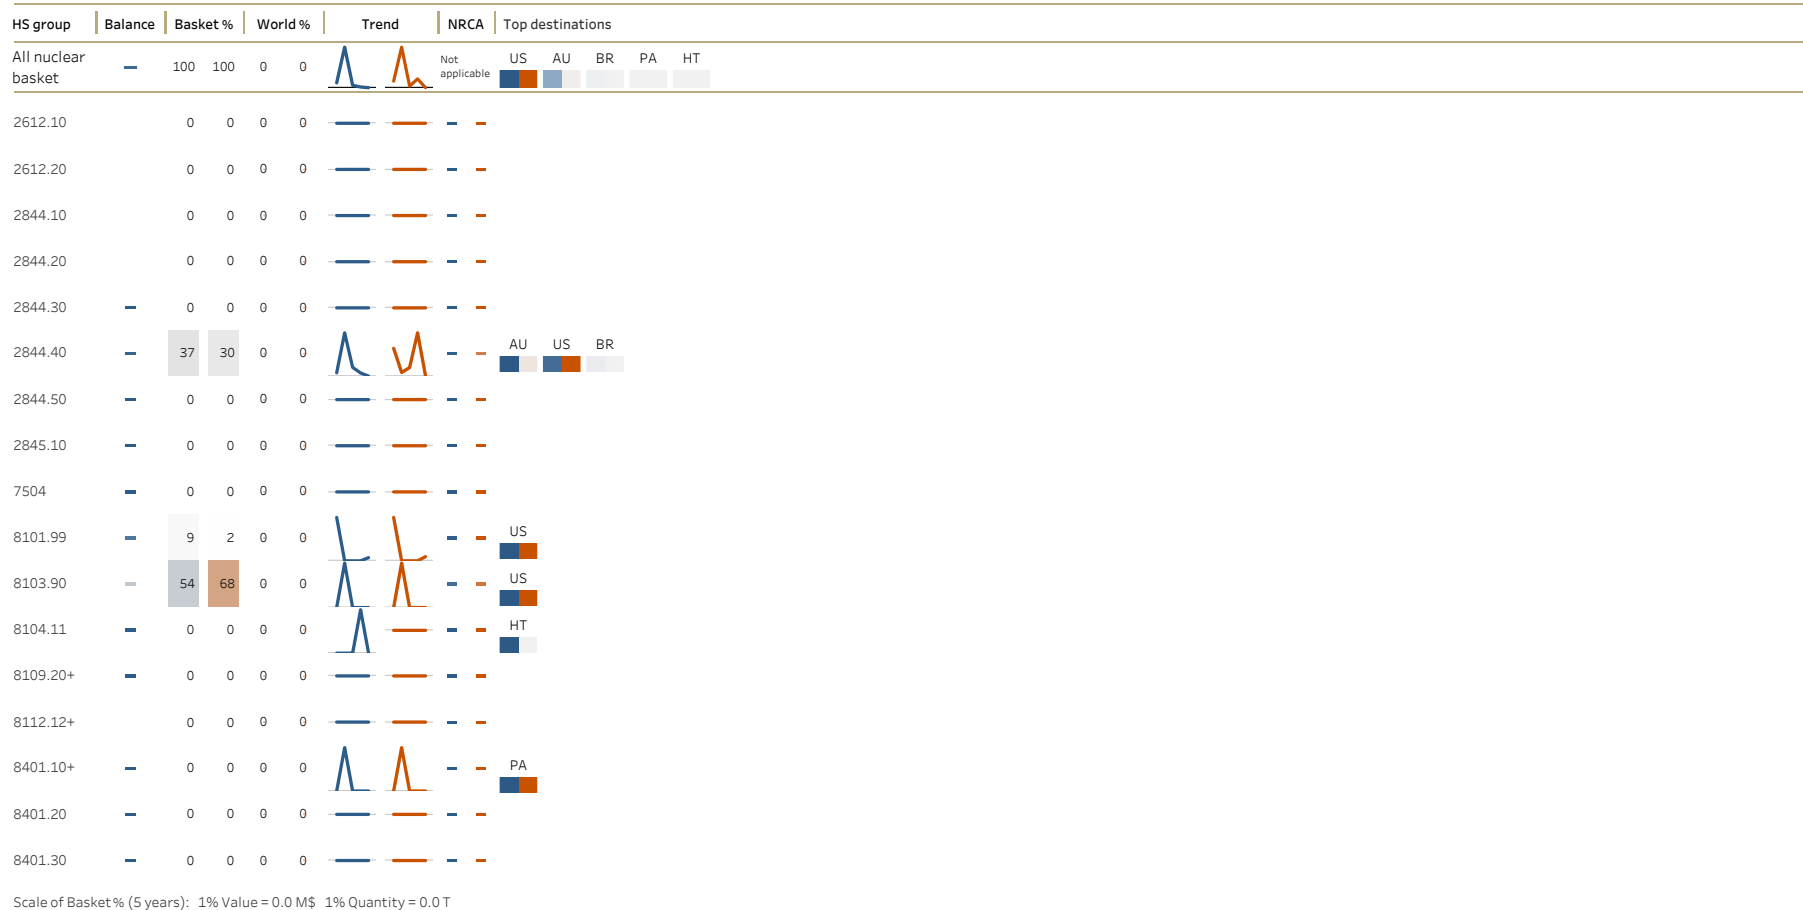 HS group Balance Basket % World % Trend NRCA Top destinations
All nuclear basket 100 100 0 0 Not applicable US AU BR PA HT
2612.10 0 0 0 0
2612.20 0 0 0 0
2844.10 0 0 0 0
2844.20 0 0 0 0
2844.30 0 0 0 0
2844.40 37 30 0 0 AU US BR
2844.50 0 0 0 0
2845.10 0 0 0 0
7504 0 0 0 0
8101.99 9 2 0 0 US
8103.90 54 68 0 0 US
8104.11 0 0 0 0 HT
8109.20+ 0 0 0 0
8112.12+ 0 0 0 0
8401.10+ 0 0 0 0 PA
8401.20 0 0 0 0
8401.30 0 0 0 0
Scale of Basket% (5 years): 1% Value = 0.0 M$ 1% Quantity = 0.0 T